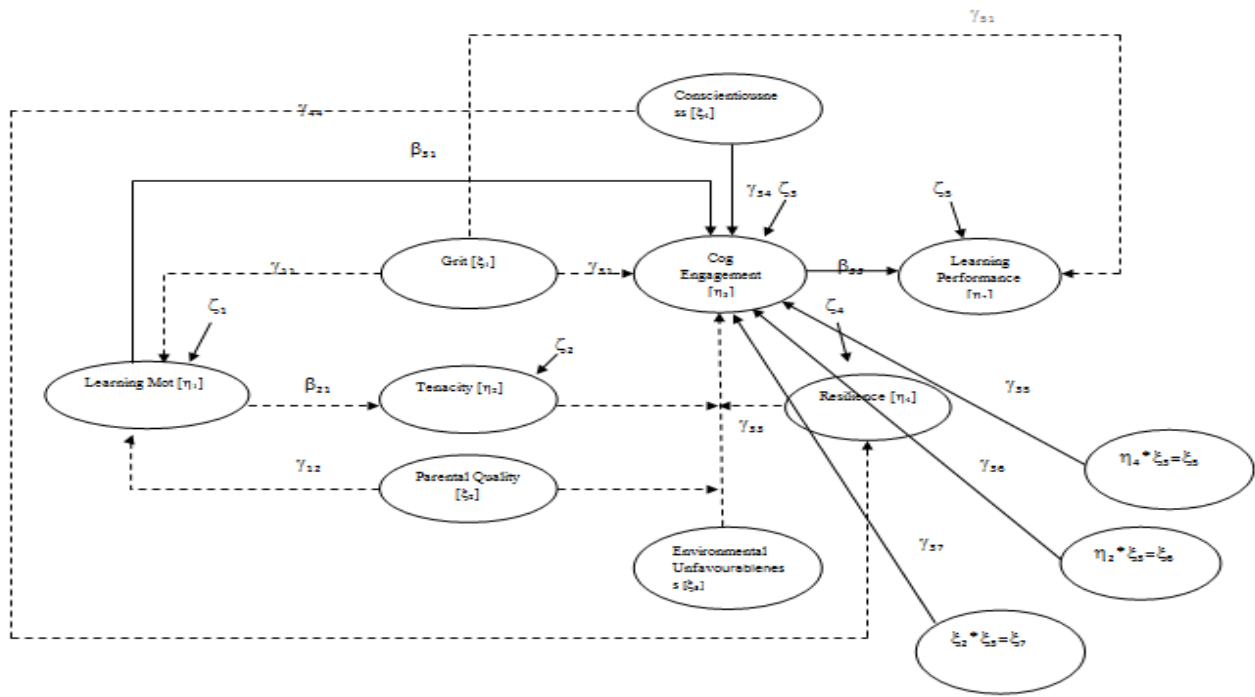 γ₅₁
Conscientiousne
ss [ξ₄]
γ₄₄
β₃₁
γ₃₄ ζ₃
ζ₅
Grit [ξ₁]
Cog
Engagement
[η₃]
Learning
Performance
γ₁₁
γ₃₁
β₅₃
ζ₁
ζ₄
ζ₂
Learning Mot [η₁]
β₂₁
Tenacity [η₂]
Resilience [η₄]
γ₃₃
γ₃₅
γ₁₂
Parental Quality
[ξ₂]
η₄*ξ₃=ξ₅
γ₃₆
γ₃₇
Environmental
Unfavourablenes
s [ξ₃]
η₂*ξ₃=ξ₆
ξ₂*ξ₃=ξ₇